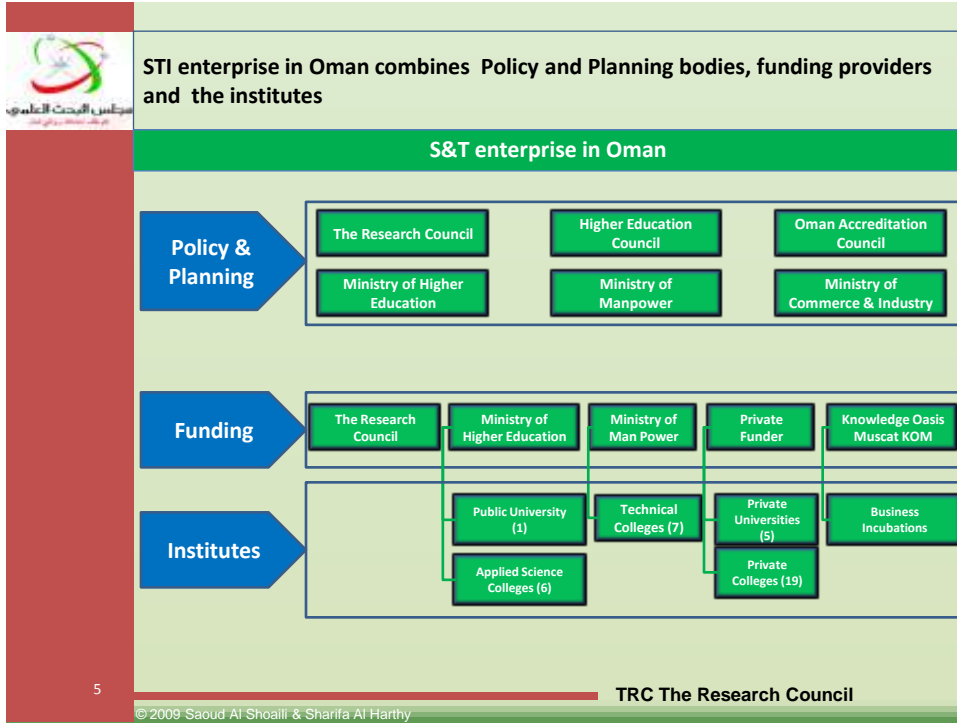 مجلس البحث العلمي
STI enterprise in Oman combines Policy and Planning bodies, funding providers
and the institutes
S&T enterprise in Oman
Policy &
Planning
The Research Council
Higher Education
Council
Oman Accreditation
Council
Ministry of Higher
Education
Ministry of
Manpower
Ministry of
Commerce & Industry
Funding
The Research
Council
Ministry of
Higher Education
Ministry of
Man Power
Private
Funder
Knowledge Oasis
Muscat KOM
Institutes
Public University
(1)
Technical
Colleges (7)
Private
Universities
(5)
Business
Incubations
Applied Science
Colleges (6)
Private
Colleges (19)
5
TRC The Research Council
© 2009 Saoud Al Shoaili & Sharifa Al Harthy